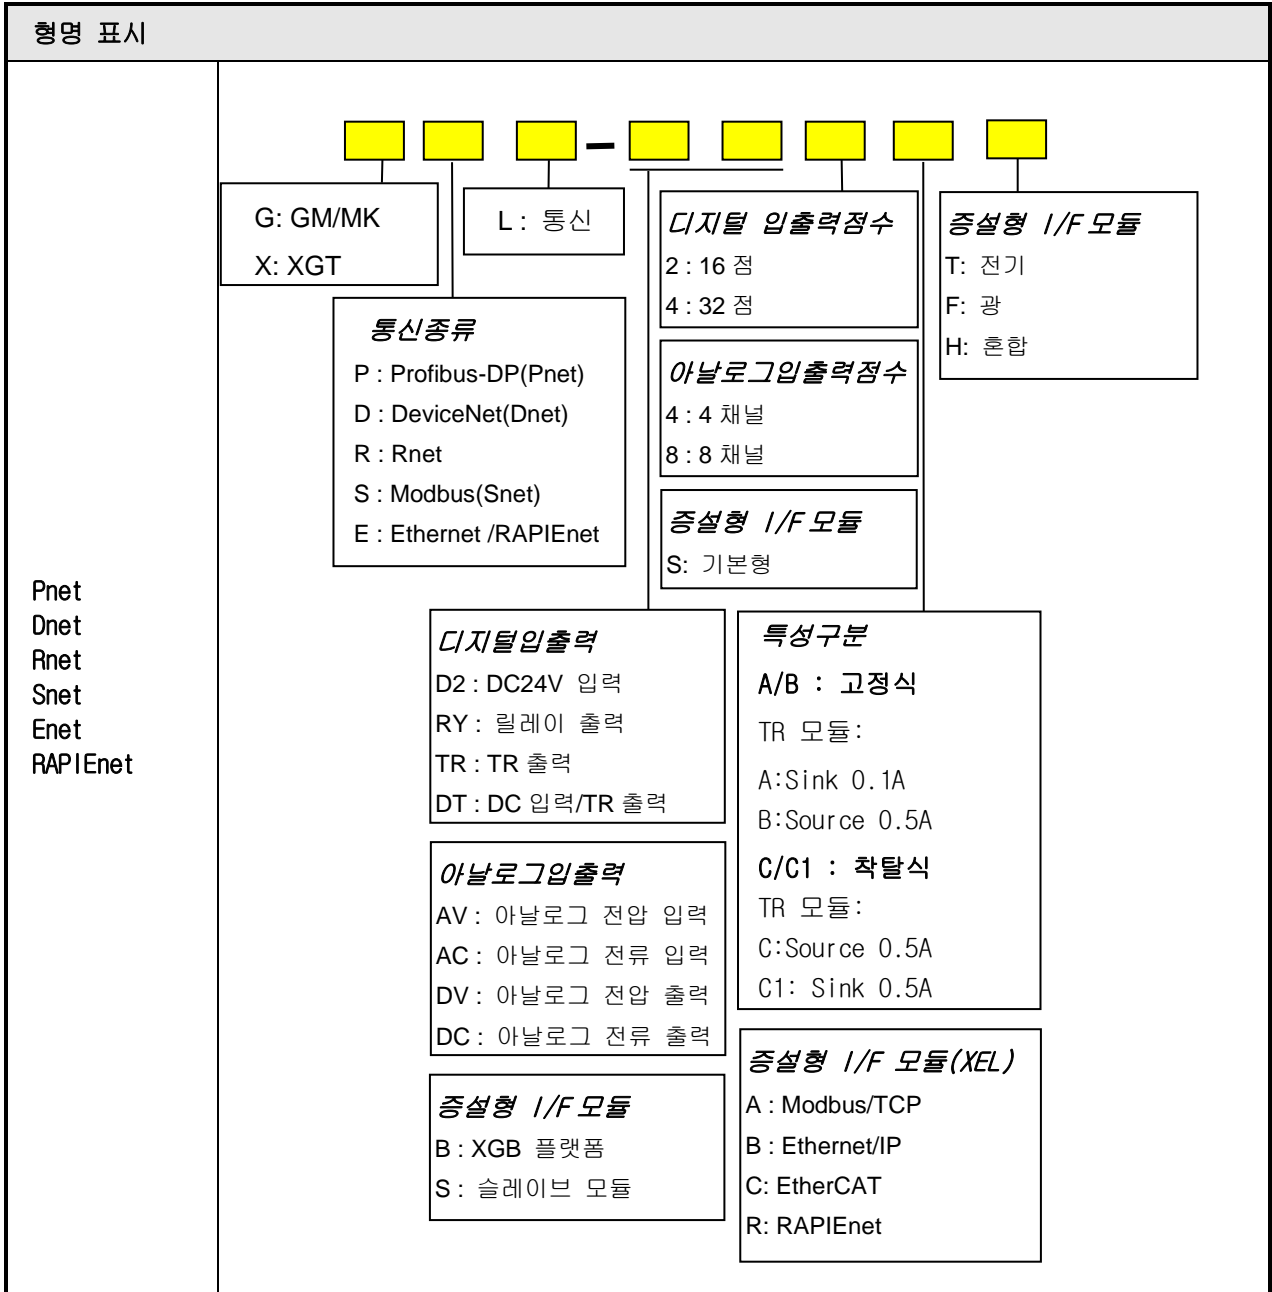 형명 표시
Pnet
Dnet
Rnet
Snet
Enet
RAPIEnet
G: GM/MK
X: XGT
L : 통신
통신종류
P : Profibus-DP(Pnet)
D : DeviceNet(Dnet)
R : Rnet
S : Modbus(Snet)
E : Ethernet /RAPIEnet
디지털 입출력점수
2 : 16 점
4 : 32 점
아날로그입출력점수
4 : 4 채널
8 : 8 채널
증설형 I/F 모듈
S: 기본형
증설형 I/F 모듈
T: 전기
F: 광
H: 혼합
디지털입출력
D2 : DC24V 입력
RY : 릴레이 출력
TR : TR 출력
DT : DC 입력/TR 출력
아날로그입출력
AV : 아날로그 전압 입력
AC : 아날로그 전류 입력
DV : 아날로그 전압 출력
DC : 아날로그 전류 출력
증설형 I/F 모듈
B : XGB 플랫폼
S : 슬레이브 모듈
특성구분
A/B : 고정식
TR 모듈:
A:Sink 0.1A
B:Source 0.5A
C/C1 : 착탈식
TR 모듈:
C:Source 0.5A
C1: Sink 0.5A
증설형 I/F 모듈(XEL)
A : Modbus/TCP
B : Ethernet/IP
C: EtherCAT
R: RAPIEnet